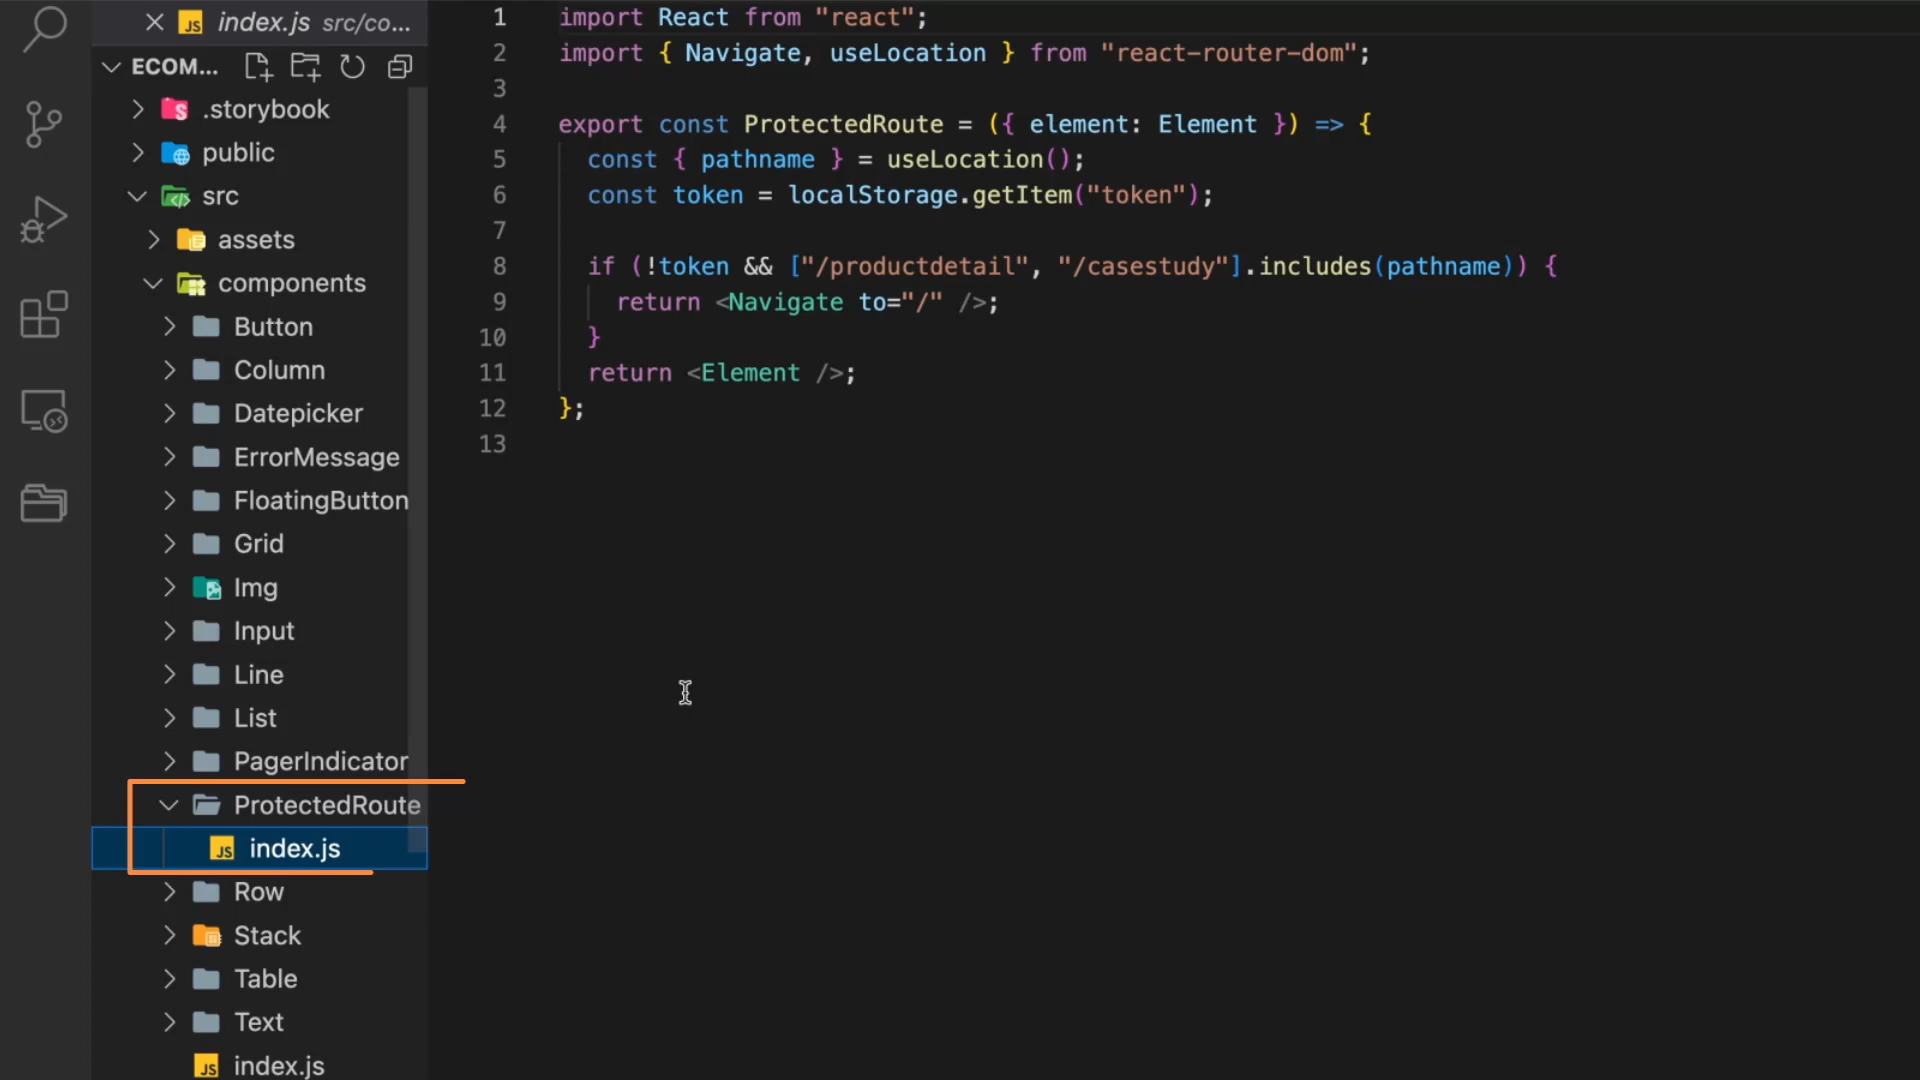 index.js src/co...
ECOM...
.storybook
public
src
assets
components
Button
Column
Datepicker
ErrorMessage
FloatingButton
Grid
Img
Input
Line
List
PagerIndicator
ProtectedRoute
JS index.js
Row
Stack
Table
Text
JS index.js
1 import React from "react";
2 import { Navigate, useLocation } from "react-router-dom";
3
4 export const ProtectedRoute = ({ element: Element }) => {
5 const { pathname } = useLocation();
6 const token = localStorage.getItem("token");
7
8 if (!token && ["/productdetail", "/casestudy"].includes(pathname)) {
9 return <Navigate to="/" />;
10 }
11 return <Element />;
12 };
13